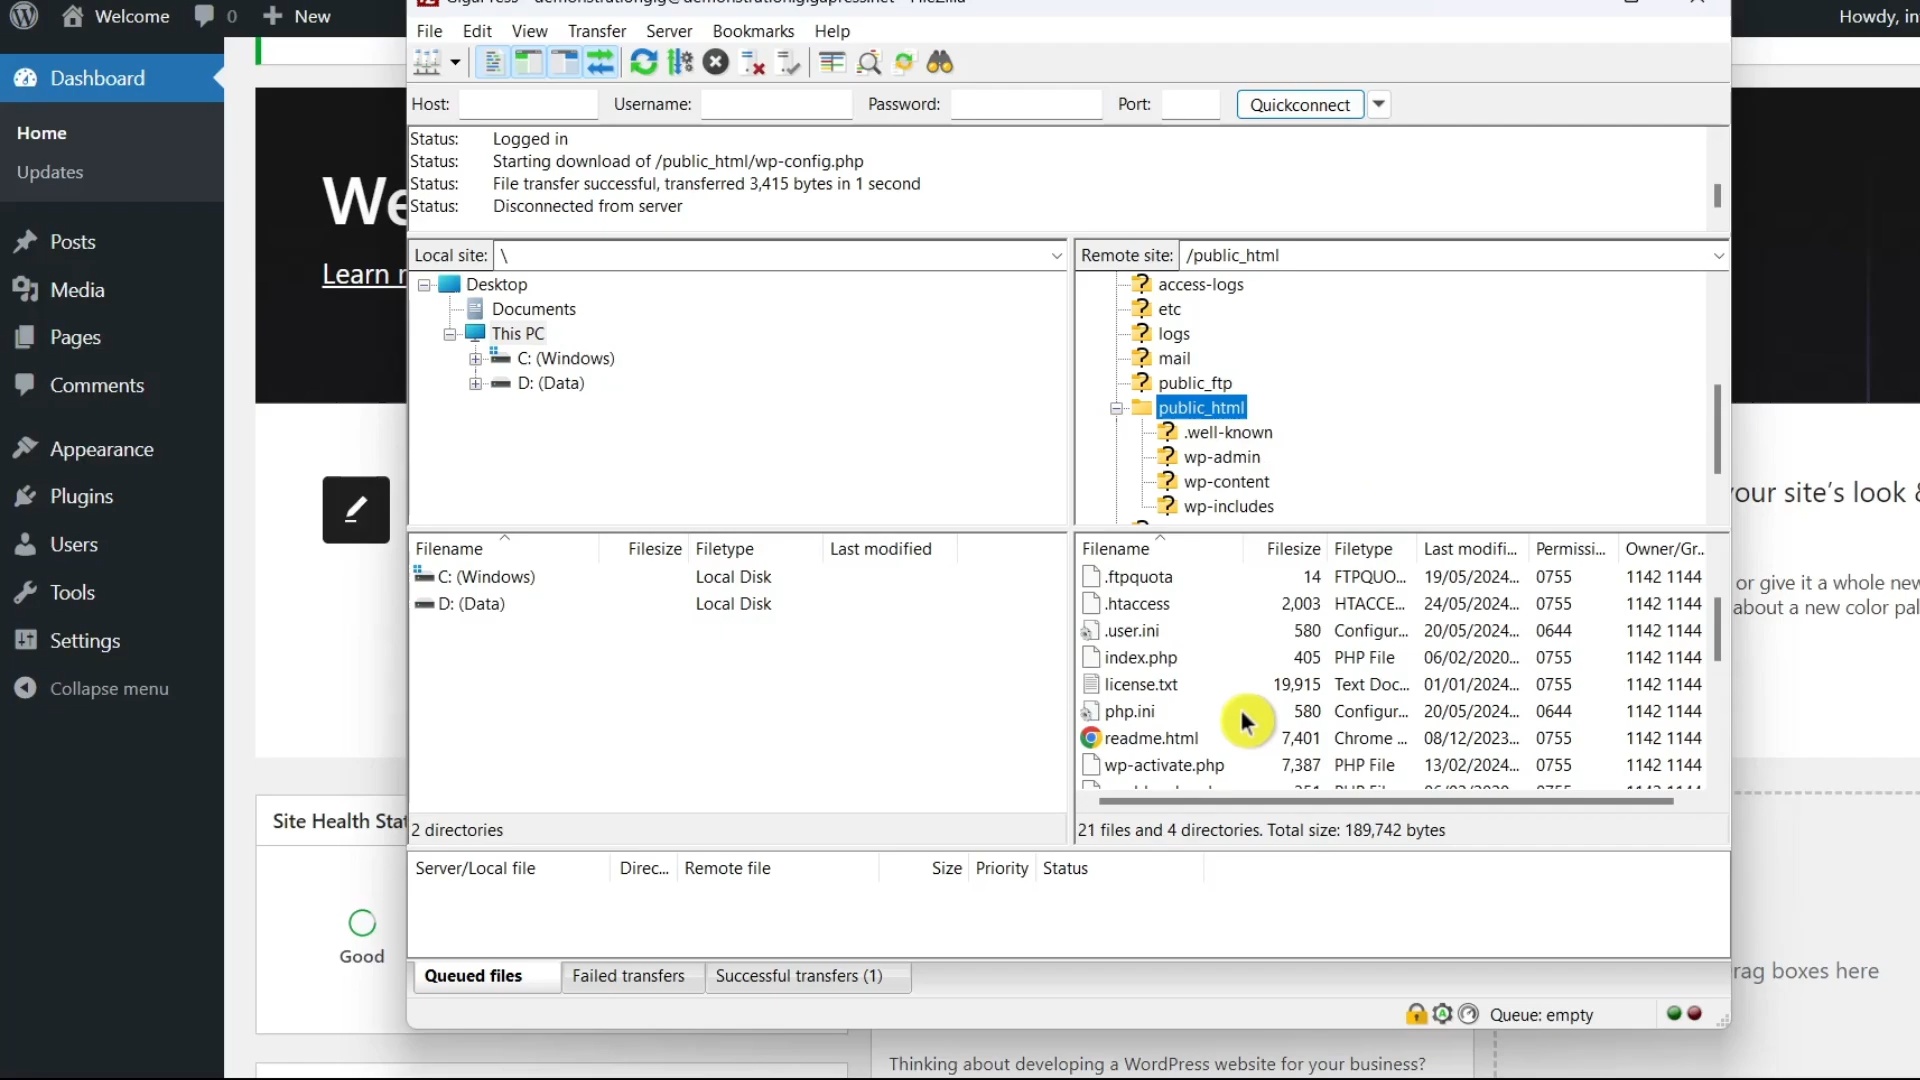 Welcome 0 New Howdy, in
Dashboard
Home
Updates
Posts
Media
Pages
Comments
Appearance
Plugins
Users
Tools
Settings
Collapse menu
We
Learn
Site Health Stat
Good
File Edit View Transfer Server Bookmarks Help
Host: Username: Password: Port: Quickconnect
Status: Logged in
Status: Starting download of /public_html/wp-config.php
Status: File transfer successful, transferred 3,415 bytes in 1 second
Status: Disconnected from server
Local site: \
Desktop
Documents
This PC
C: (Windows)
D: (Data)
Remote site: /public_html
access-logs
etc
logs
mail
public_ftp
public_html
.well-known
wp-admin
wp-content
wp-includes
Filename Filesize Filetype Last modified
C: (Windows) Local Disk
D: (Data) Local Disk
2 directories
Filename Filesize Filetype Last modifi... Permissi... Owner/Gr...
.ftpquota 14 FTPQUO... 19/05/2024... 0755 1142 1144
.htaccess 2,003 HTACCE... 24/05/2024... 0755 1142 1144
.user.ini 580 Configur... 20/05/2024... 0644 1142 1144
index.php 405 PHP File 06/02/2020... 0755 1142 1144
license.txt 19,915 Text Doc... 01/01/2024... 0755 1142 1144
php.ini 580 Configur... 20/05/2024... 0644 1142 1144
readme.html 7,401 Chrome ... 08/12/2023... 0755 1142 1144
wp-activate.php 7,387 PHP File 13/02/2024... 0755 1142 1144
21 files and 4 directories. Total size: 189,742 bytes
Server/Local file Direc... Remote file Size Priority Status
Queued files Failed transfers Successful transfers (1)
Queue: empty
your site's look &
or give it a whole new
about a new color pal
rag boxes here
Thinking about developing a WordPress website for your business?